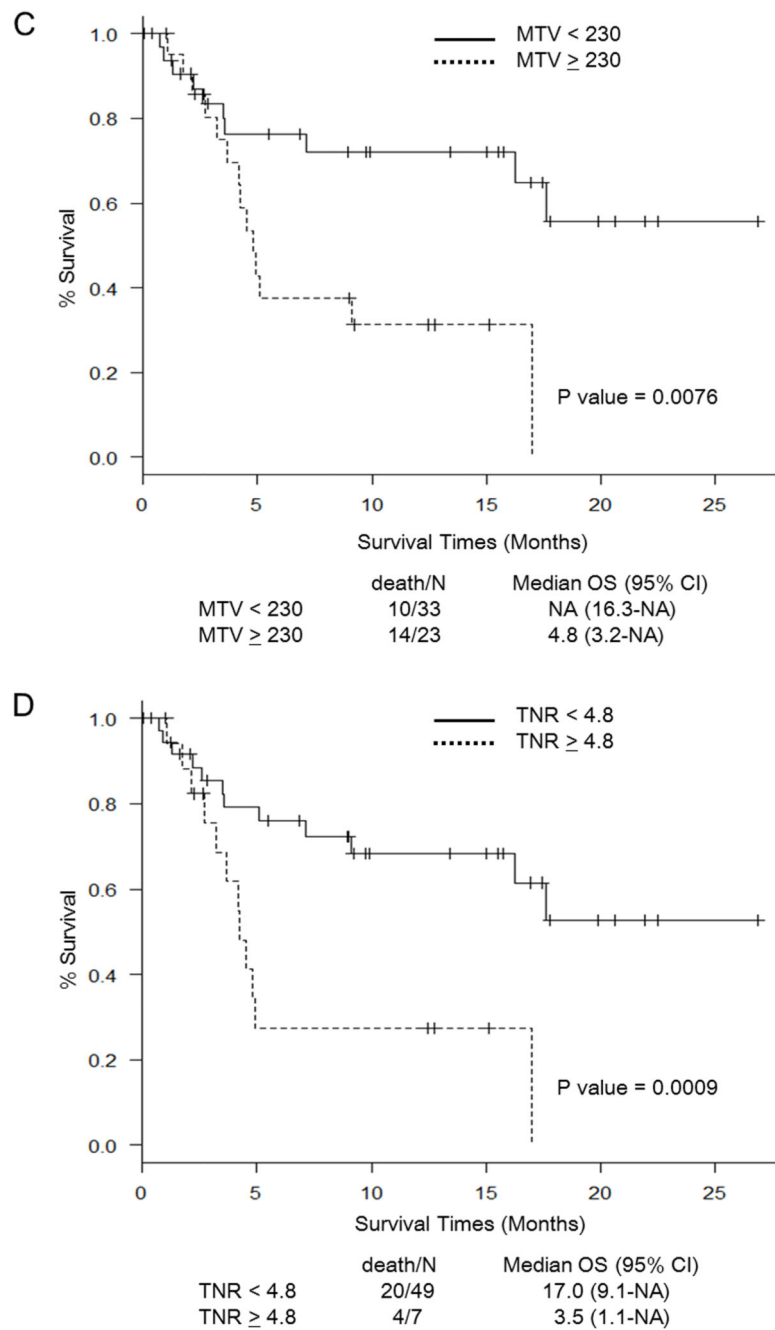 C
MTV < 230
MTV ≥ 230
1.0
0.8
0.6
0.4
0.2
0.0
% Survival
P value = 0.0076
0 5 10 15 20 25
Survival Times (Months)
death/N Median OS (95% CI)
MTV < 230 10/33 NA (16.3-NA)
MTV ≥ 230 14/23 4.8 (3.2-NA)
D
TNR < 4.8
TNR ≥ 4.8
1.0
0.8
0.6
0.4
0.2
0.0
% Survival
P value = 0.0009
0 5 10 15 20 25
Survival Times (Months)
death/N Median OS (95% CI)
TNR < 4.8 20/49 17.0 (9.1-NA)
TNR ≥ 4.8 4/7 3.5 (1.1-NA)